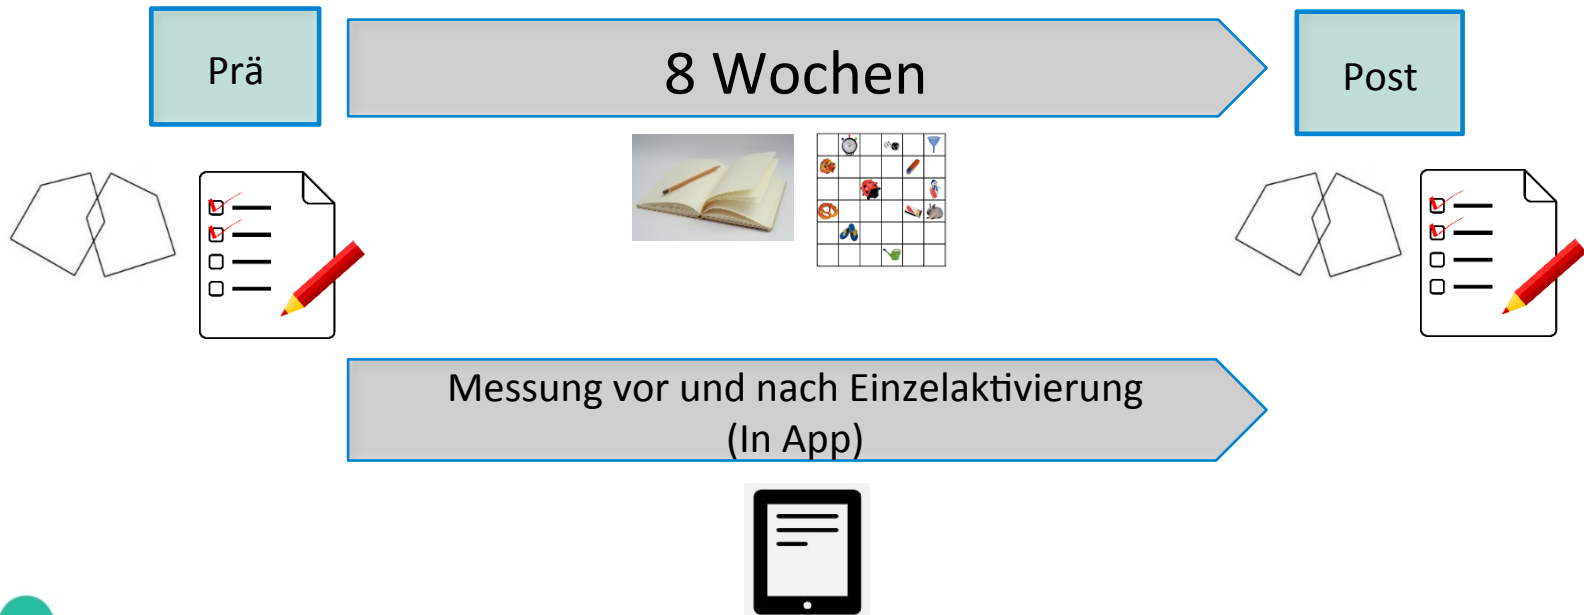 Prä
8 Wochen
Post
Messung vor und nach Einzelaktivierung
(In App)